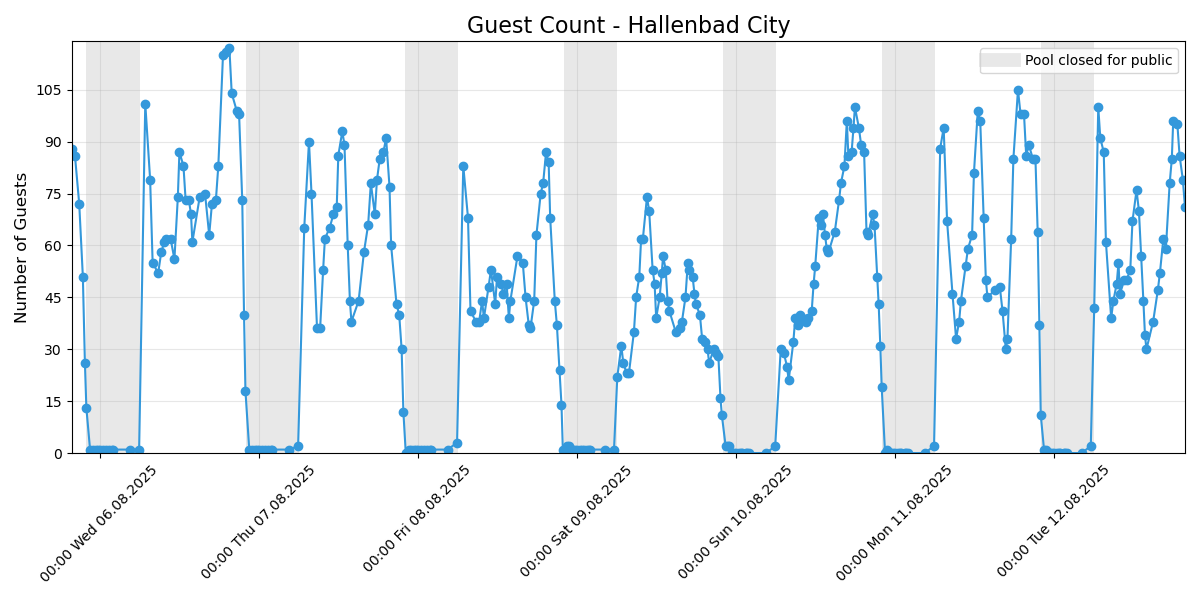 Guest Count - Hallenbad City
Pool closed for public
Number of Guests
105
90
75
60
45
30
15
0
00:00 Wed 06.08.2025
00:00 Thu 07.08.2025
00:00 Fri 08.08.2025
00:00 Sat 09.08.2025
00:00 Sun 10.08.2025
00:00 Mon 11.08.2025
00:00 Tue 12.08.2025